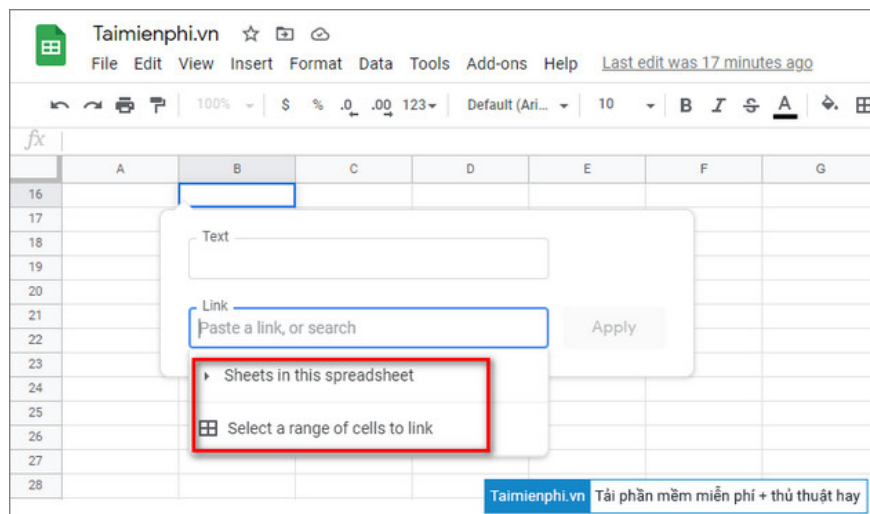 Taimienphi.vn
File Edit View Insert Format Data Tools Add-ons Help Last edit was 17 minutes ago
100% $ % .0 .00 123 Default (Ari... 10 B I S A
fx
A B C D E F G
16
17
18
Text
19
20
21
Link
22
Paste a link, or search
Apply
23
Sheets in this spreadsheet
24
25
26
Select a range of cells to link
27
28
Taimienphi.vn Tải phần mềm miễn phí + thủ thuật hay